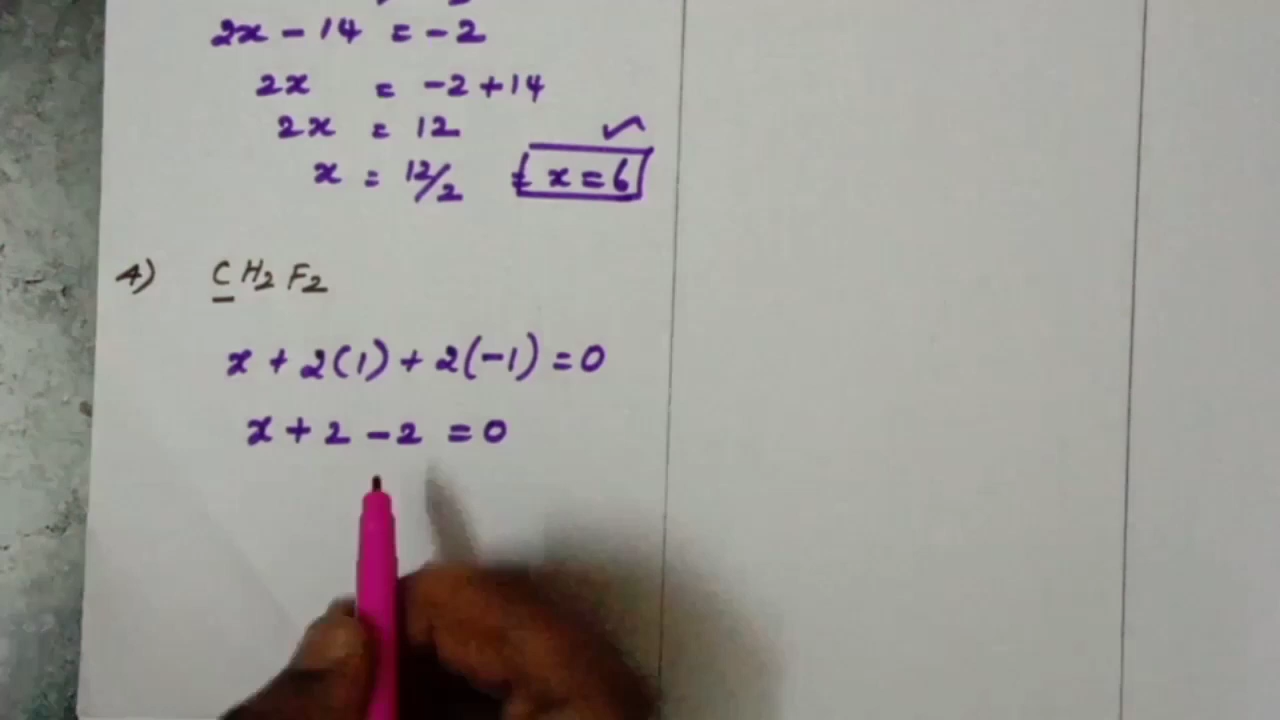 2x - 14 = -2
2x = -2 + 14
2x = 12
x = 12/2 = x = 6 ✓
4) CH₂F₂
x + 2(1) + 2(-1) = 0
x + 2 - 2 = 0